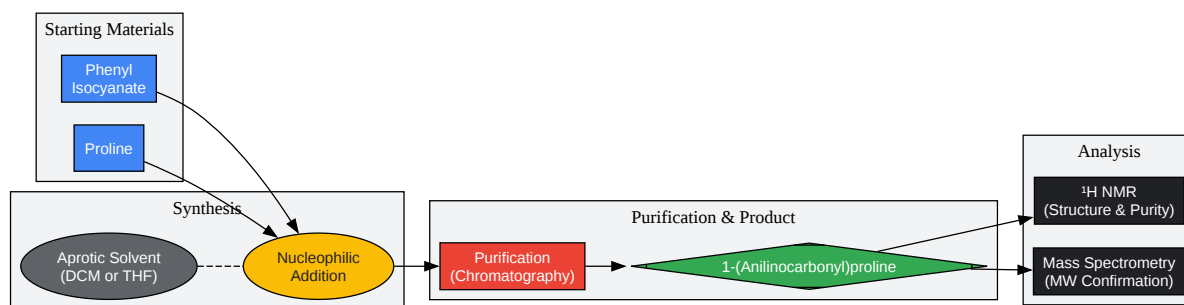 Starting Materials
Phenyl
Isocyanate
Proline
Synthesis
Aprotic Solvent
(DCM or THF)
Nucleophilic
Addition
Purification & Product
Purification
(Chromatography)
1-(Anilinocarbonyl)proline
Analysis
¹H NMR
(Structure & Purity)
Mass Spectrometry
(MW Confirmation)